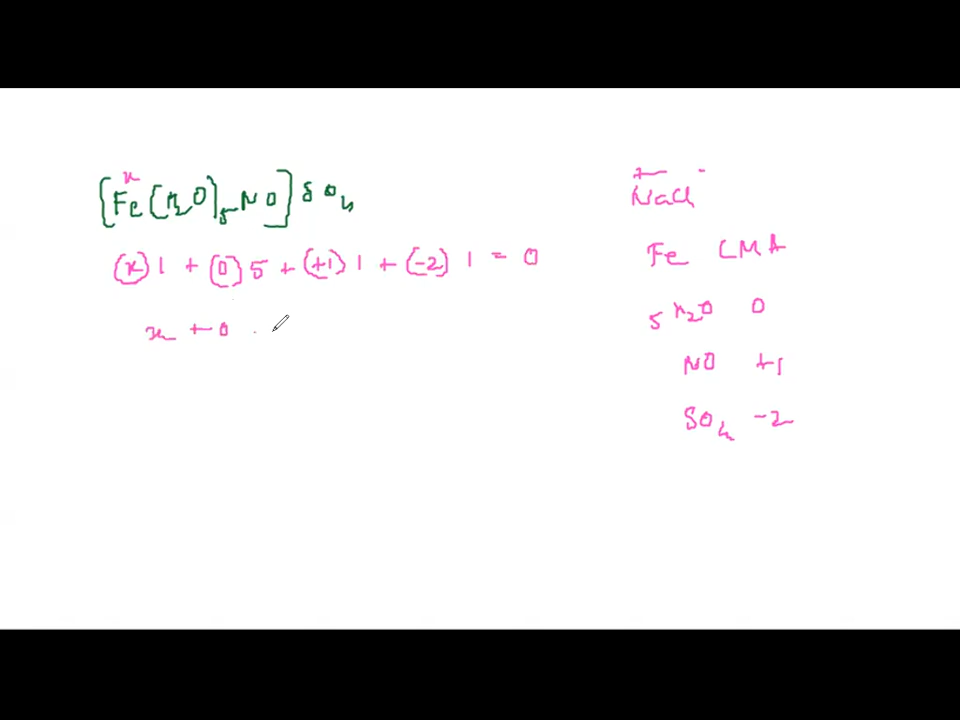 x
[Fe(H2O)5NO]SO4
(x)1 + (0)5 + (+1)1 + (-2)1 = 0
x + 0
+ -
NaCl
Fe CMA
5 H2O 0
NO +1
SO4 -2